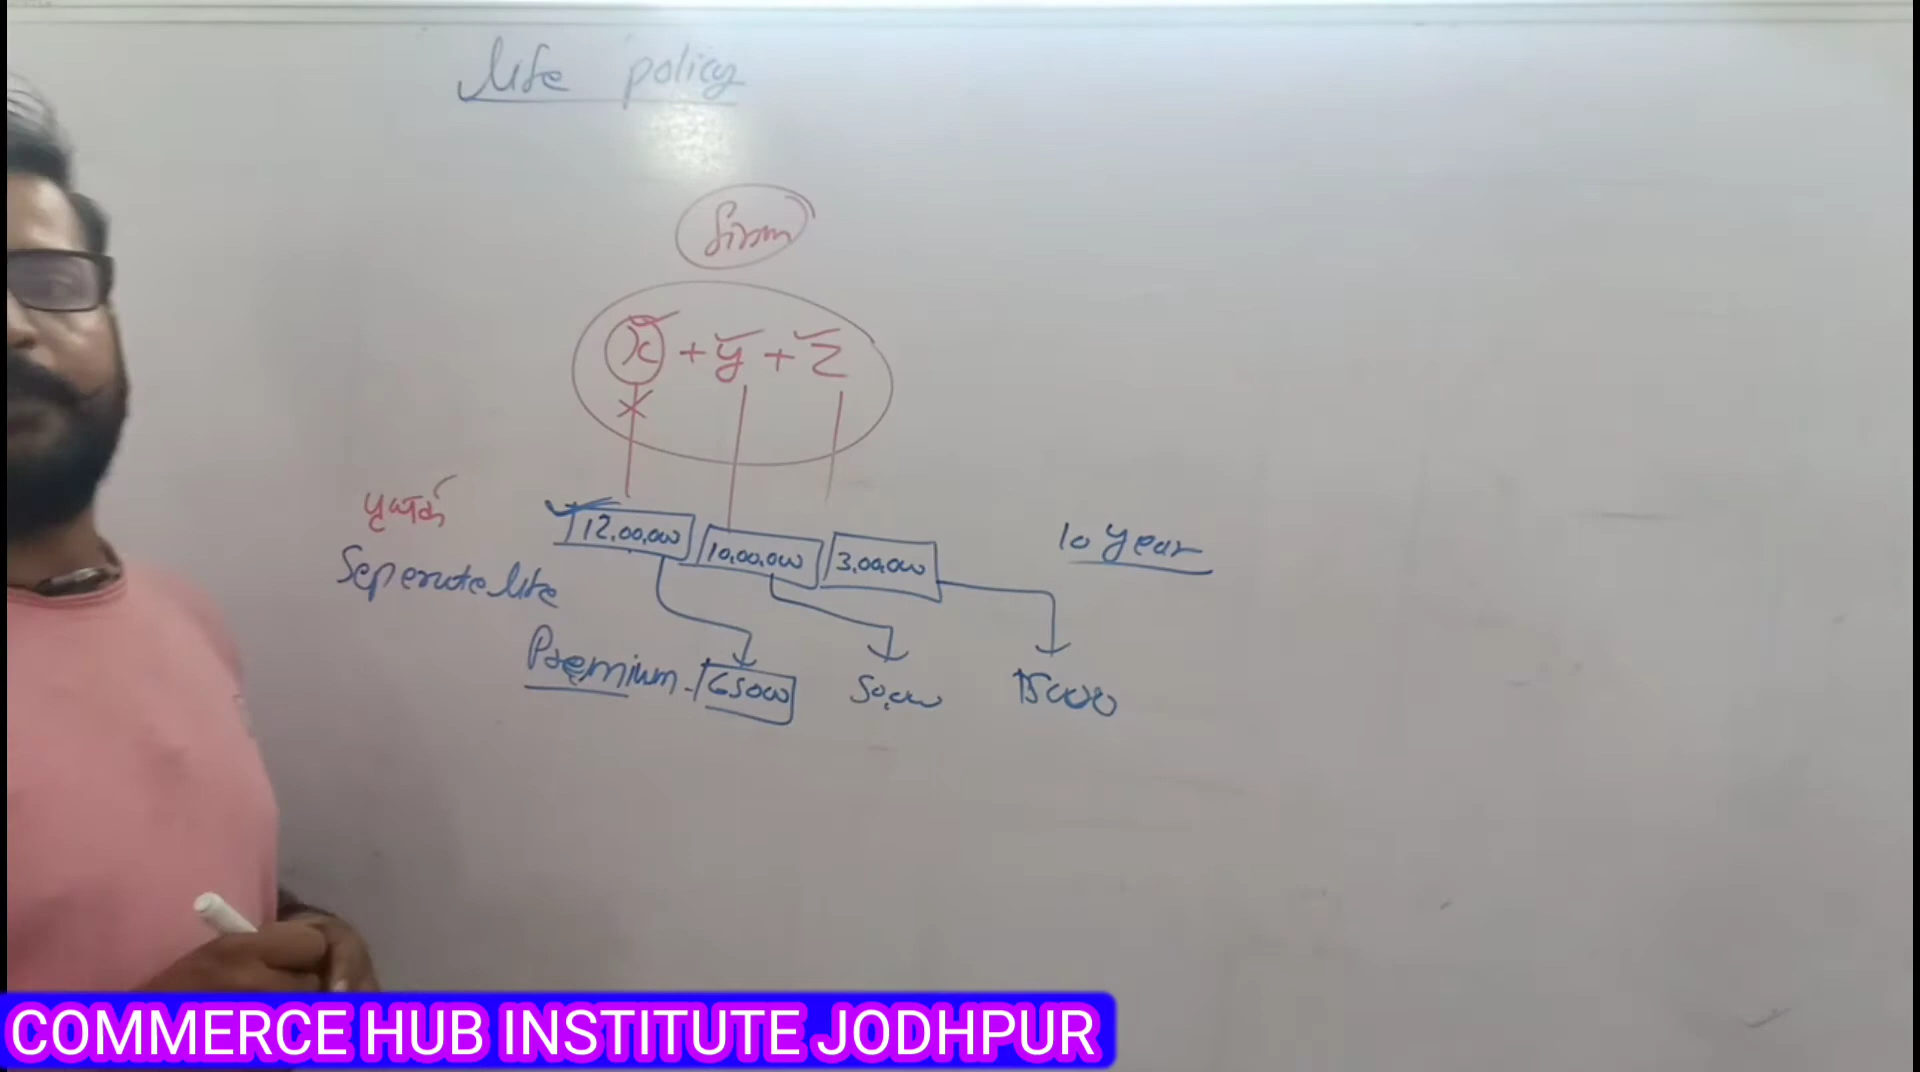 life policy
firm
x + y + z
पृथक
12,00,000 10,00,000 3,00,000 10 year
Seperate life
Premium - 65000 50,000 15000
COMMERCE HUB INSTITUTE JODHPUR